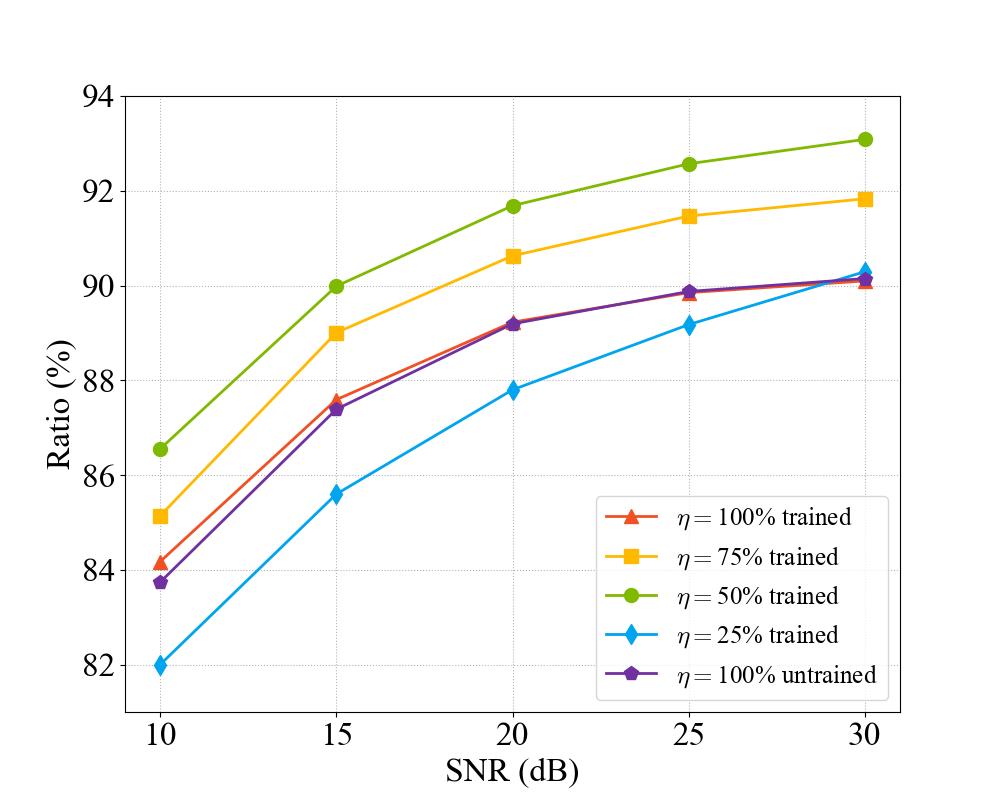 94
92
90
88
86
84
82
Ratio (%)
10
15
20
25
30
SNR (dB)
η = 100% trained
η = 75% trained
η = 50% trained
η = 25% trained
η = 100% untrained